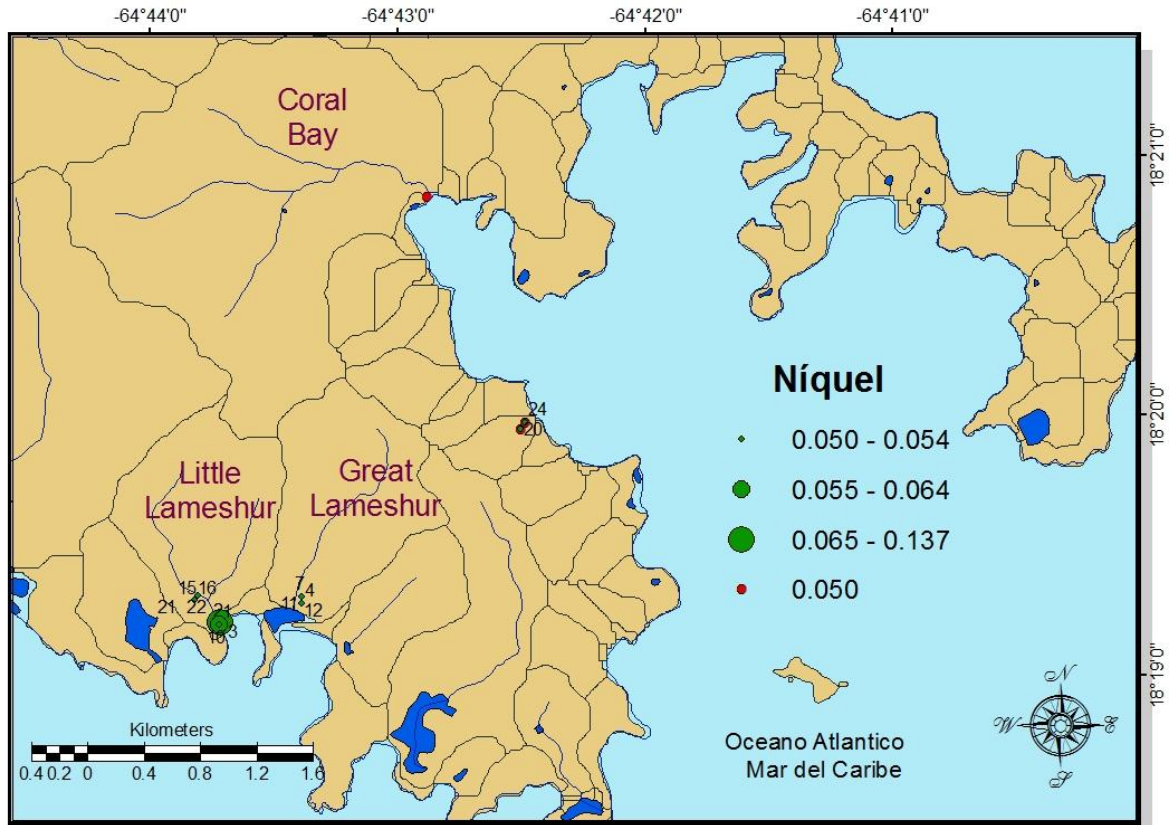 -64°44'0"
-64°43'0"
-64°42'0"
-64°41'0"
18°21'0"
18°20'0"
18°19'0"
Coral
Bay
Little
Lameshur
Great
Lameshur
24
20
15 16
21 22
21
3
10
7
4
11
12
Níquel
0.050 - 0.054
0.055 - 0.064
0.065 - 0.137
0.050
Kilometers
0.4 0.2 0 0.4 0.8 1.2 1.6
Oceano Atlantico
Mar del Caribe
N
W
E
S